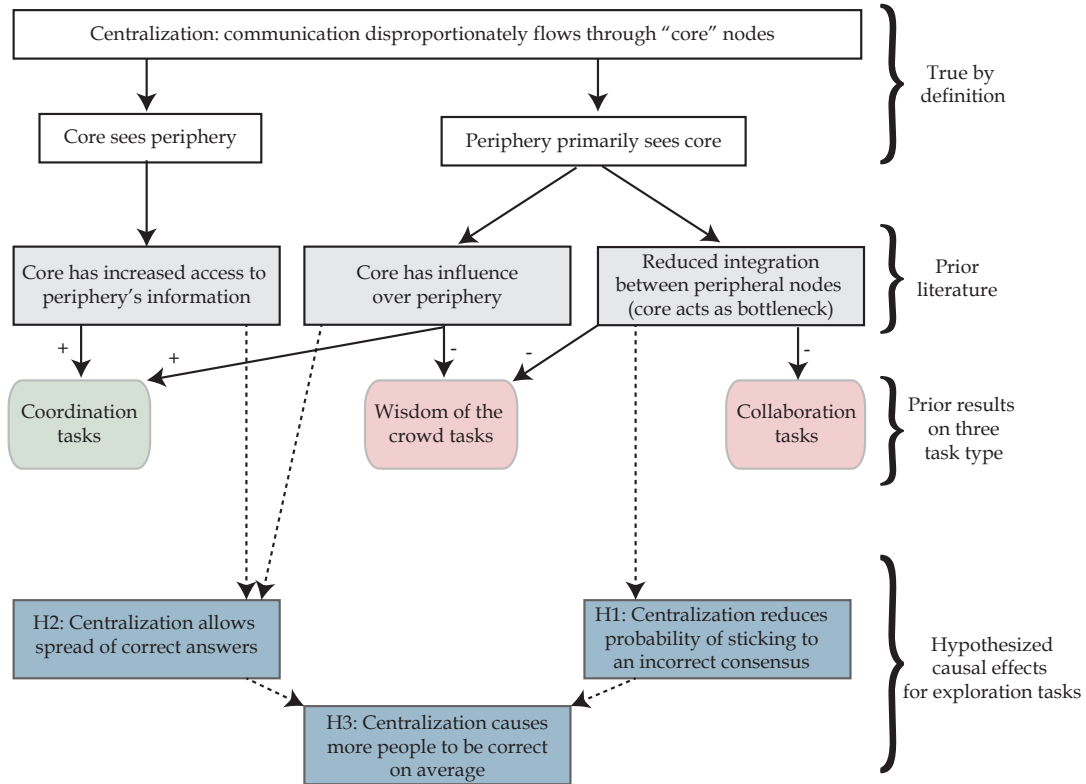 Centralization: communication disproportionately flows through “core” nodes
True by
definition
Core sees periphery
Periphery primarily sees core
Core has increased access to
periphery’s information
Core has influence
over periphery
Reduced integration
between peripheral nodes
(core acts as bottleneck)
Prior
literature
+
+
-
-
-
Coordination
tasks
Wisdom of the
crowd tasks
Collaboration
tasks
Prior results
on three
task type
H2: Centralization allows
spread of correct answers
H1: Centralization reduces
probability of sticking to
an incorrect consensus
Hypothesized
causal effects
for exploration tasks
H3: Centralization causes
more people to be correct
on average